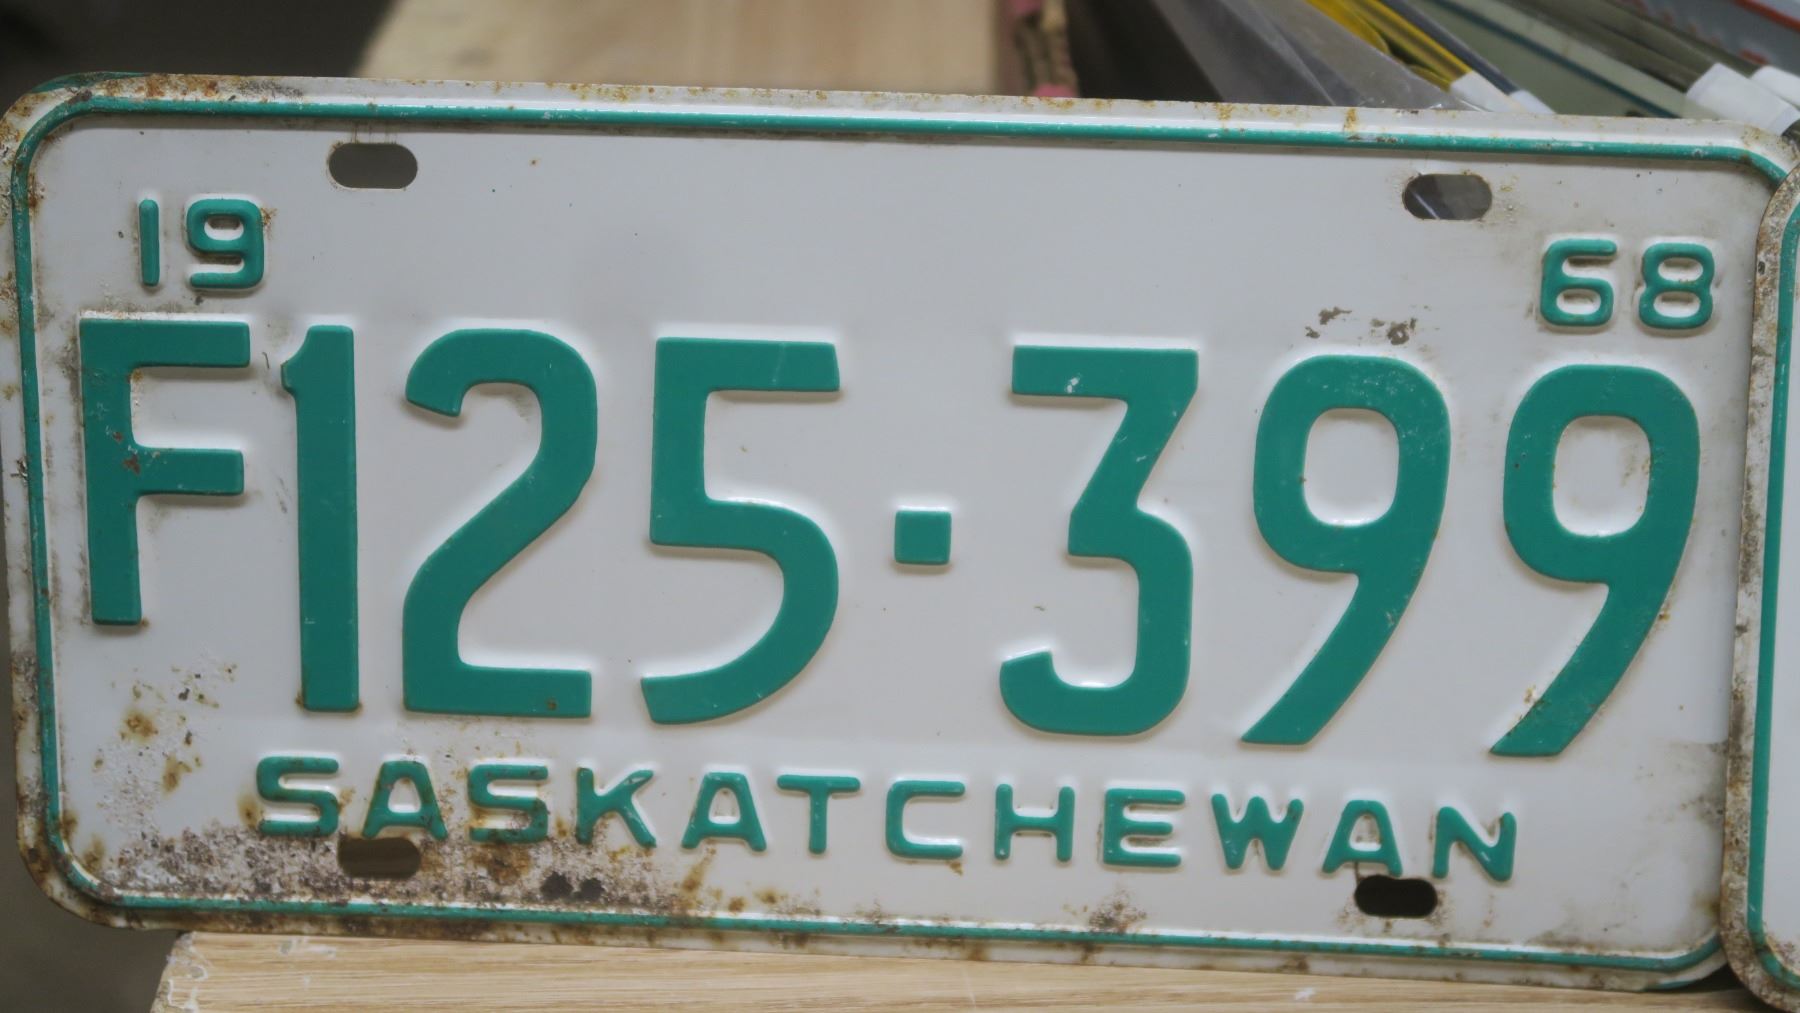 19 68
F125-399
SASKATCHEWAN